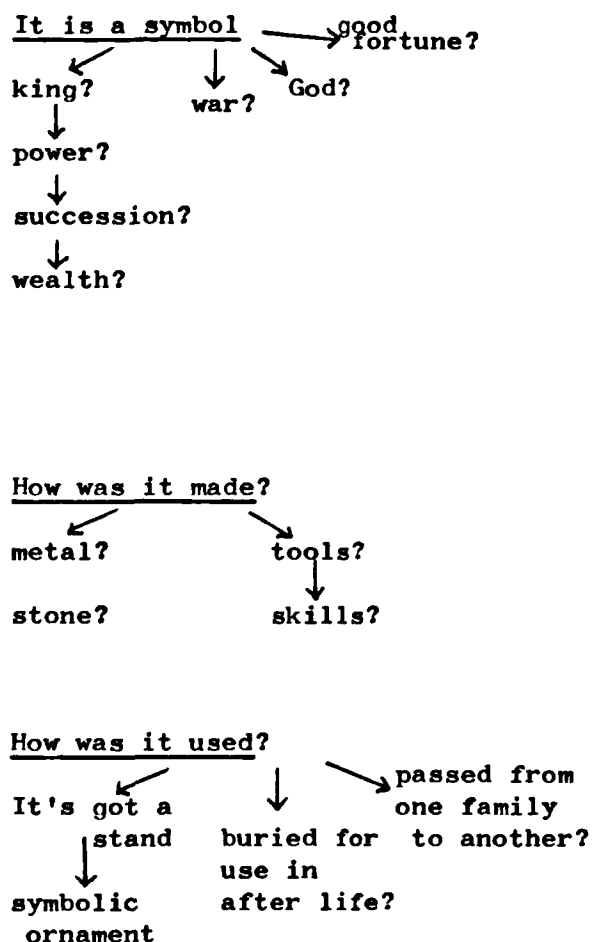 It is a symbol
good
fortune?
king?
war?
God?
power?
succession?
wealth?
How was it made?
metal?
tools?
stone?
skills?
How was it used?
It's got a
stand
symbolic
ornament
buried for
use in
after life?
passed from
one family
to another?